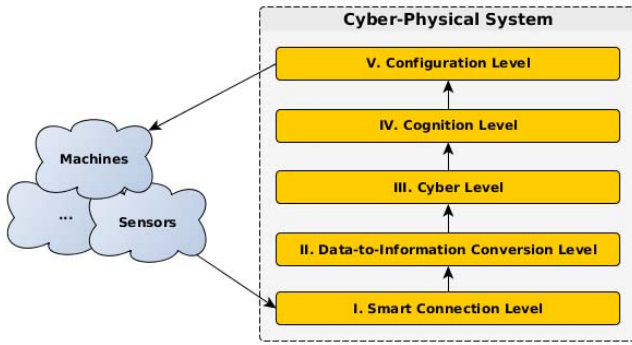 Cyber-Physical System
V. Configuration Level
IV. Cognition Level
III. Cyber Level
II. Data-to-Information Conversion Level
I. Smart Connection Level
Machines
...
Sensors